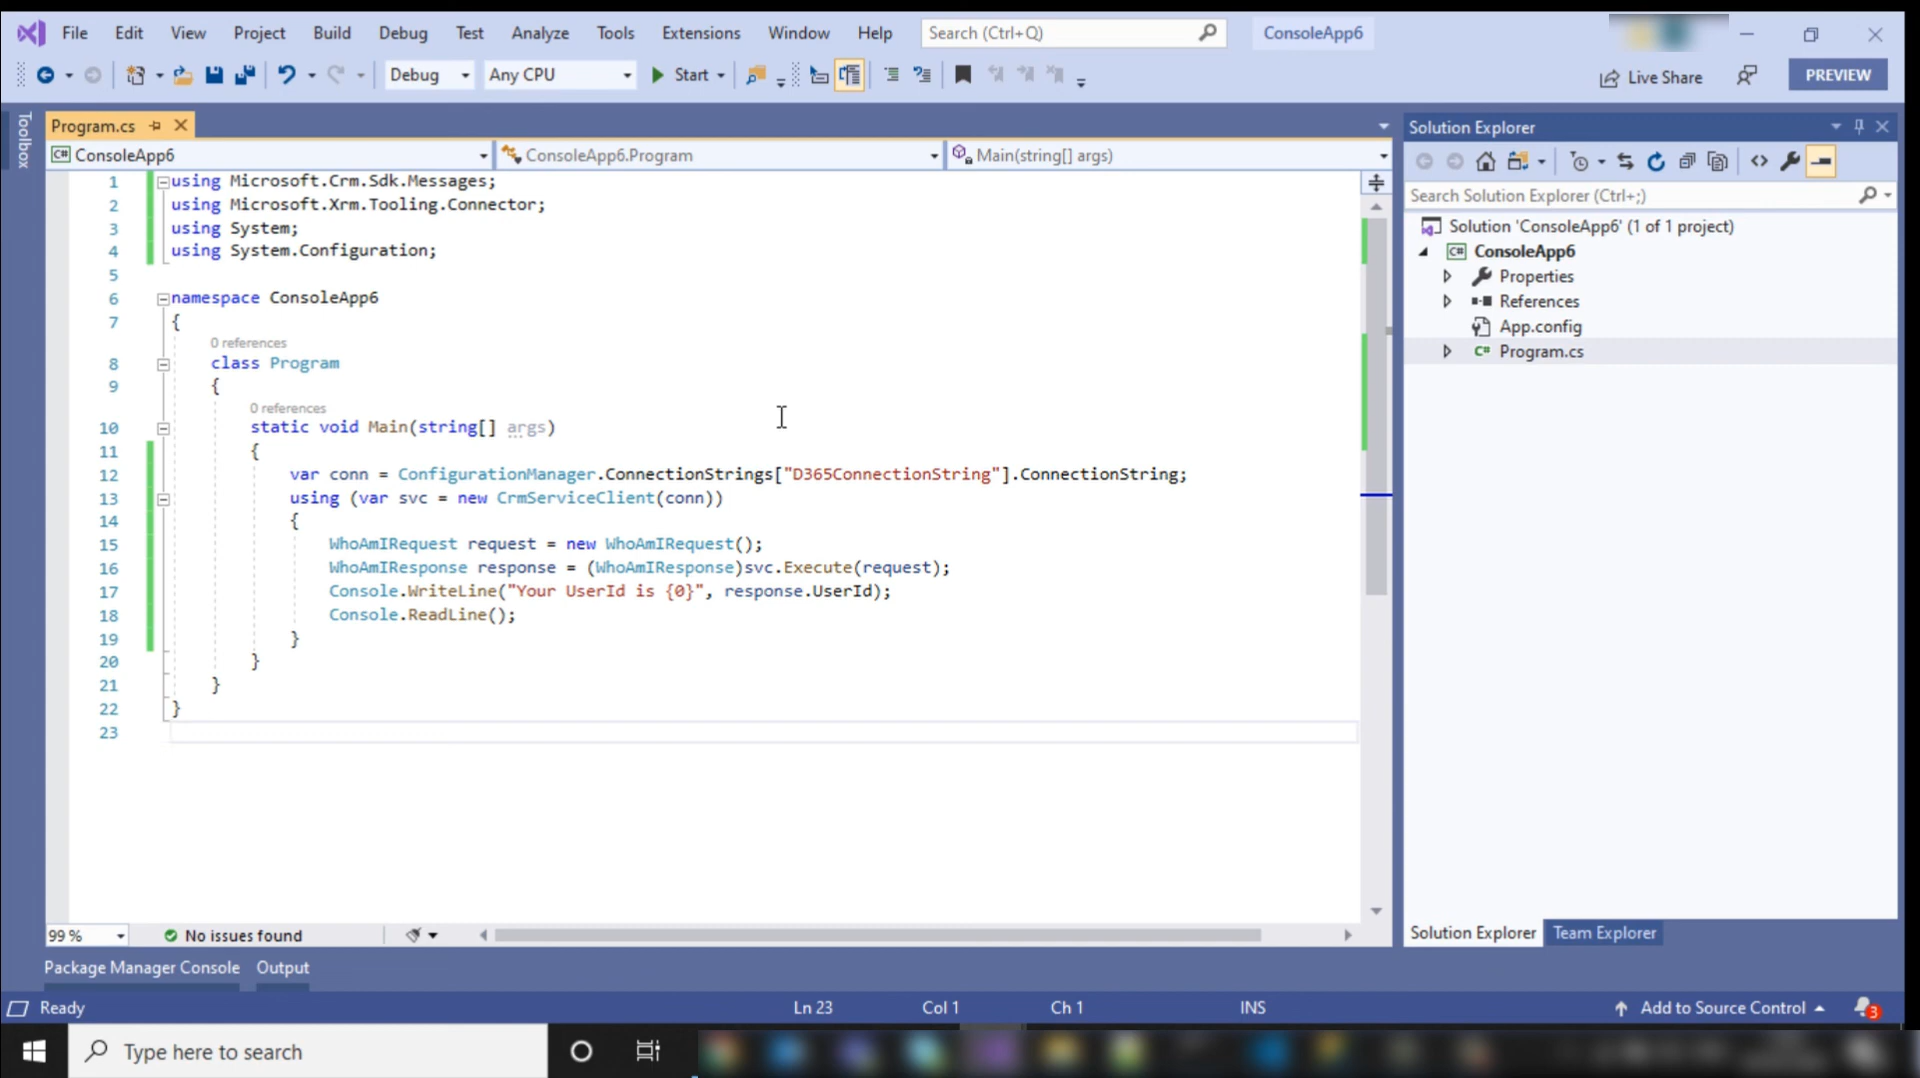 File Edit View Project Build Debug Test Analyze Tools Extensions Window Help Search (Ctrl+Q) ConsoleApp6
Debug Any CPU Start Live Share PREVIEW
Toolbox
Program.cs
ConsoleApp6 ConsoleApp6.Program Main(string[] args)
1 using Microsoft.Crm.Sdk.Messages;
2 using Microsoft.Xrm.Tooling.Connector;
3 using System;
4 using System.Configuration;
5
6 namespace ConsoleApp6
7 {
0 references
8 class Program
9 {
0 references
10 static void Main(string[] args)
11 {
12 var conn = ConfigurationManager.ConnectionStrings["D365ConnectionString"].ConnectionString;
13 using (var svc = new CrmServiceClient(conn))
14 {
15 WhoAmIRequest request = new WhoAmIRequest();
16 WhoAmIResponse response = (WhoAmIResponse)svc.Execute(request);
17 Console.WriteLine("Your UserId is {0}", response.UserId);
18 Console.ReadLine();
19 }
20 }
21 }
22 }
23
99 % No issues found
Package Manager Console Output
Solution Explorer
Search Solution Explorer (Ctrl+;)
Solution 'ConsoleApp6' (1 of 1 project)
C# ConsoleApp6
Properties
References
App.config
C# Program.cs
Solution Explorer Team Explorer
Ready Ln 23 Col 1 Ch 1 INS Add to Source Control 3
Type here to search